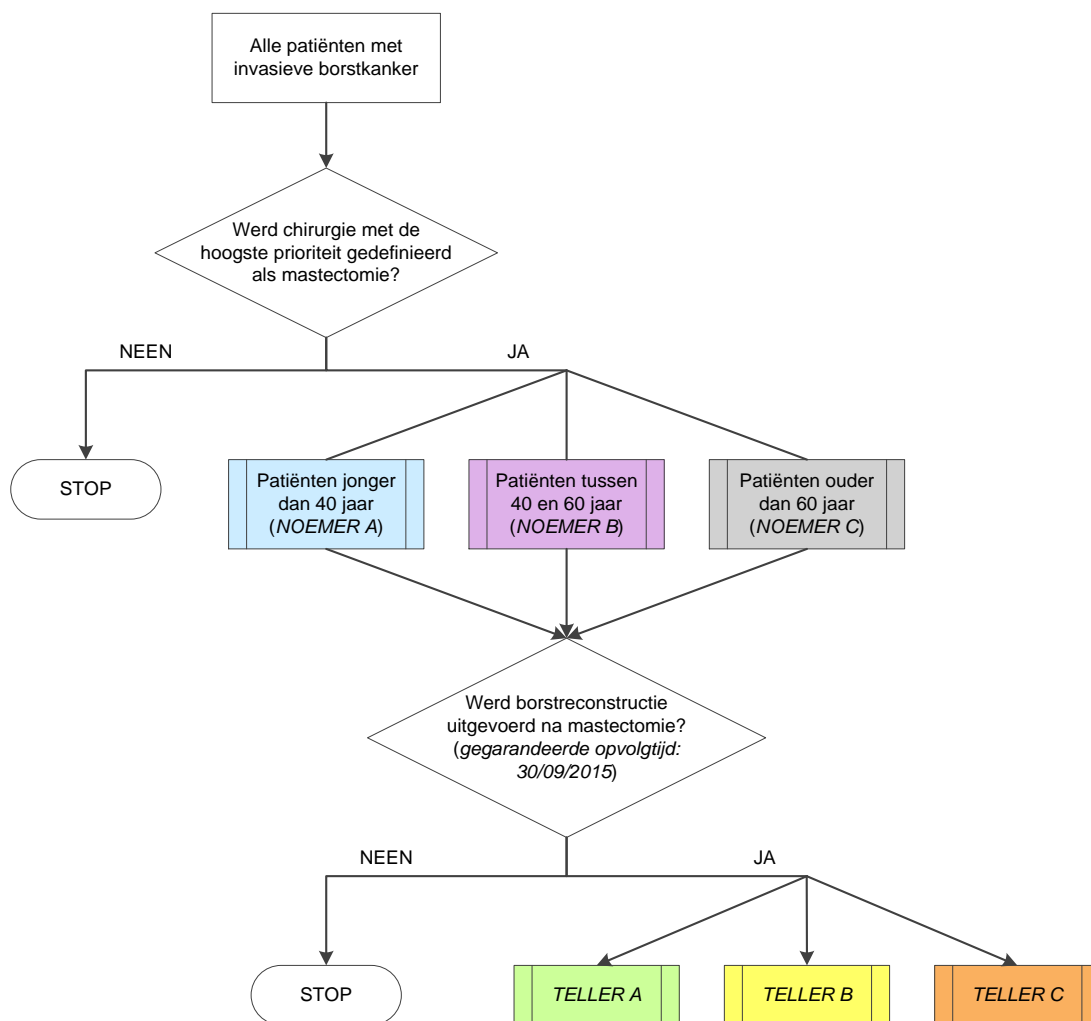 Alle patiënten met
invasieve borstkanker
Werd chirurgie met de
hoogste prioriteit gedefinieerd
als mastectomie?
NEEN
JA
STOP
Patiënten jonger
dan 40 jaar
(NOEMER A)
Patiënten tussen
40 en 60 jaar
(NOEMER B)
Patiënten ouder
dan 60 jaar
(NOEMER C)
Werd borstreconstructie
uitgevoerd na mastectomie?
(gegarandeerde opvolgtijd:
30/09/2015)
NEEN
JA
STOP
TELLER A
TELLER B
TELLER C